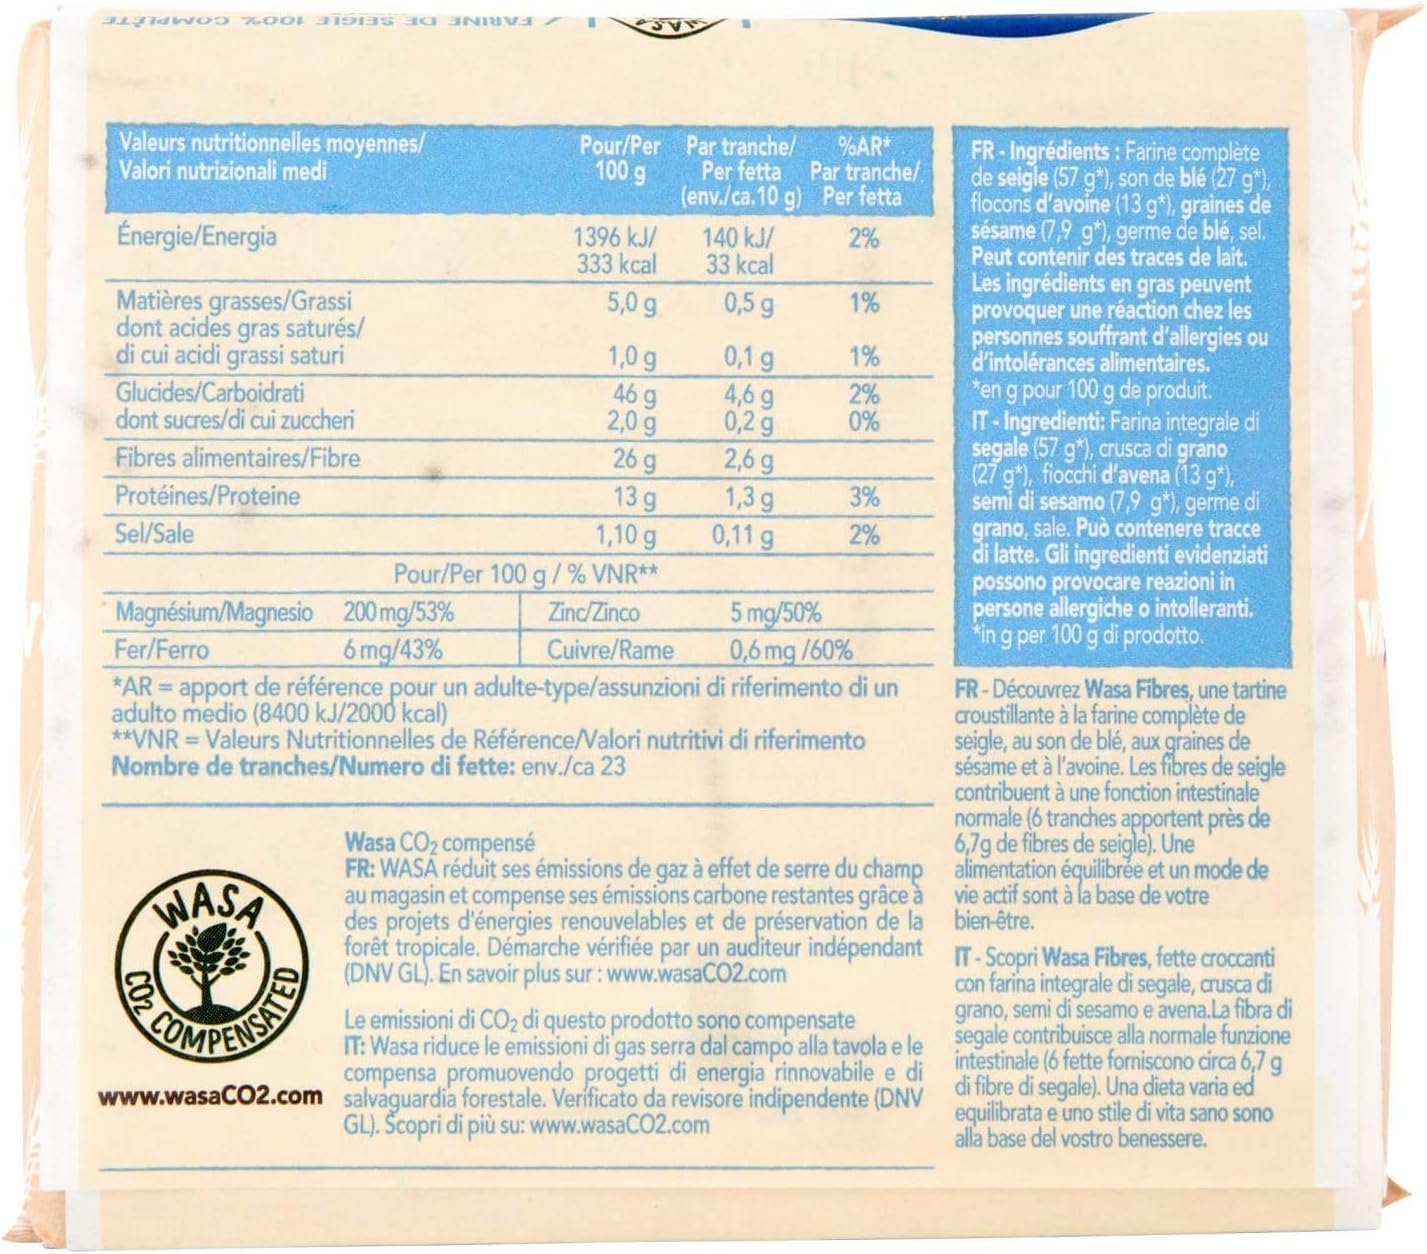 / FARINE DE SEIGLE 100% COMPLÈTE
WASA
Valeurs nutritionnelles moyennes/
Valori nutrizionali medi
Pour/Per
100 g
Par tranche/
Per fetta
(env./ca.10 g)
%AR*
Par tranche/
Per fetta
Énergie/Energia 1396 kJ/ 140 kJ/ 2%
333 kcal 33 kcal
Matières grasses/Grassi 5,0 g 0,5 g 1%
dont acides gras saturés/
di cui acidi grassi saturi 1,0 g 0,1 g 1%
Glucides/Carboidrati 46 g 4,6 g 2%
dont sucres/di cui zuccheri 2,0 g 0,2 g 0%
Fibres alimentaires/Fibre 26 g 2,6 g
Protéines/Proteine 13 g 1,3 g 3%
Sel/Sale 1,10 g 0,11 g 2%
Pour/Per 100 g / % VNR**
Magnésium/Magnesio 200 mg/53% Zinc/Zinco 5 mg/50%
Fer/Ferro 6 mg/43% Cuivre/Rame 0,6 mg /60%
*AR = apport de référence pour un adulte-type/assunzioni di riferimento di un
adulto medio (8400 kJ/2000 kcal)
**VNR = Valeurs Nutritionnelles de Référence/Valori nutritivi di riferimento
Nombre de tranches/Numero di fette: env./ca 23
WASA
CO2 COMPENSATED
www.wasaCO2.com
Wasa CO2 compensé
FR: WASA réduit ses émissions de gaz à effet de serre du champ
au magasin et compense ses émissions carbone restantes grâce à
des projets d'énergies renouvelables et de préservation de la
forêt tropicale. Démarche vérifiée par un auditeur indépendant
(DNV GL). En savoir plus sur : www.wasaCO2.com
Le emissioni di CO2 di questo prodotto sono compensate
IT: Wasa riduce le emissioni di gas serra dal campo alla tavola e le
compensa promuovendo progetti di energia rinnovabile e di
salvaguardia forestale. Verificato da revisore indipendente (DNV
GL). Scopri di più su: www.wasaCO2.com
FR - Ingrédients : Farine complète
de seigle (57 g*), son de blé (27 g*),
flocons d'avoine (13 g*), graines de
sésame (7,9 g*), germe de blé, sel.
Peut contenir des traces de lait.
Les ingrédients en gras peuvent
provoquer une réaction chez les
personnes souffrant d'allergies ou
d'intolérances alimentaires.
*en g pour 100 g de produit.
IT - Ingredienti: Farina integrale di
segale (57 g*), crusca di grano
(27 g*), fiocchi d'avena (13 g*),
semi di sesamo (7,9 g*), germe di
grano, sale. Può contenere tracce
di latte. Gli ingredienti evidenziati
possono provocare reazioni in
persone allergiche o intolleranti.
*in g per 100 g di prodotto.
FR - Découvrez Wasa Fibres, une tartine
croustillante à la farine complète de
seigle, au son de blé, aux graines de
sésame et à l'avoine. Les fibres de seigle
contribuent à une fonction intestinale
normale (6 tranches apportent près de
6,7g de fibres de seigle). Une
alimentation équilibrée et un mode de
vie actif sont à la base de votre
bien-être.
IT - Scopri Wasa Fibres, fette croccanti
con farina integrale di segale, crusca di
grano, semi di sesamo e avena.La fibra di
segale contribuisce alla normale funzione
intestinale (6 fette forniscono circa 6,7 g
di fibre di segale). Una dieta varia ed
equilibrata e uno stile di vita sano sono
alla base del vostro benessere.